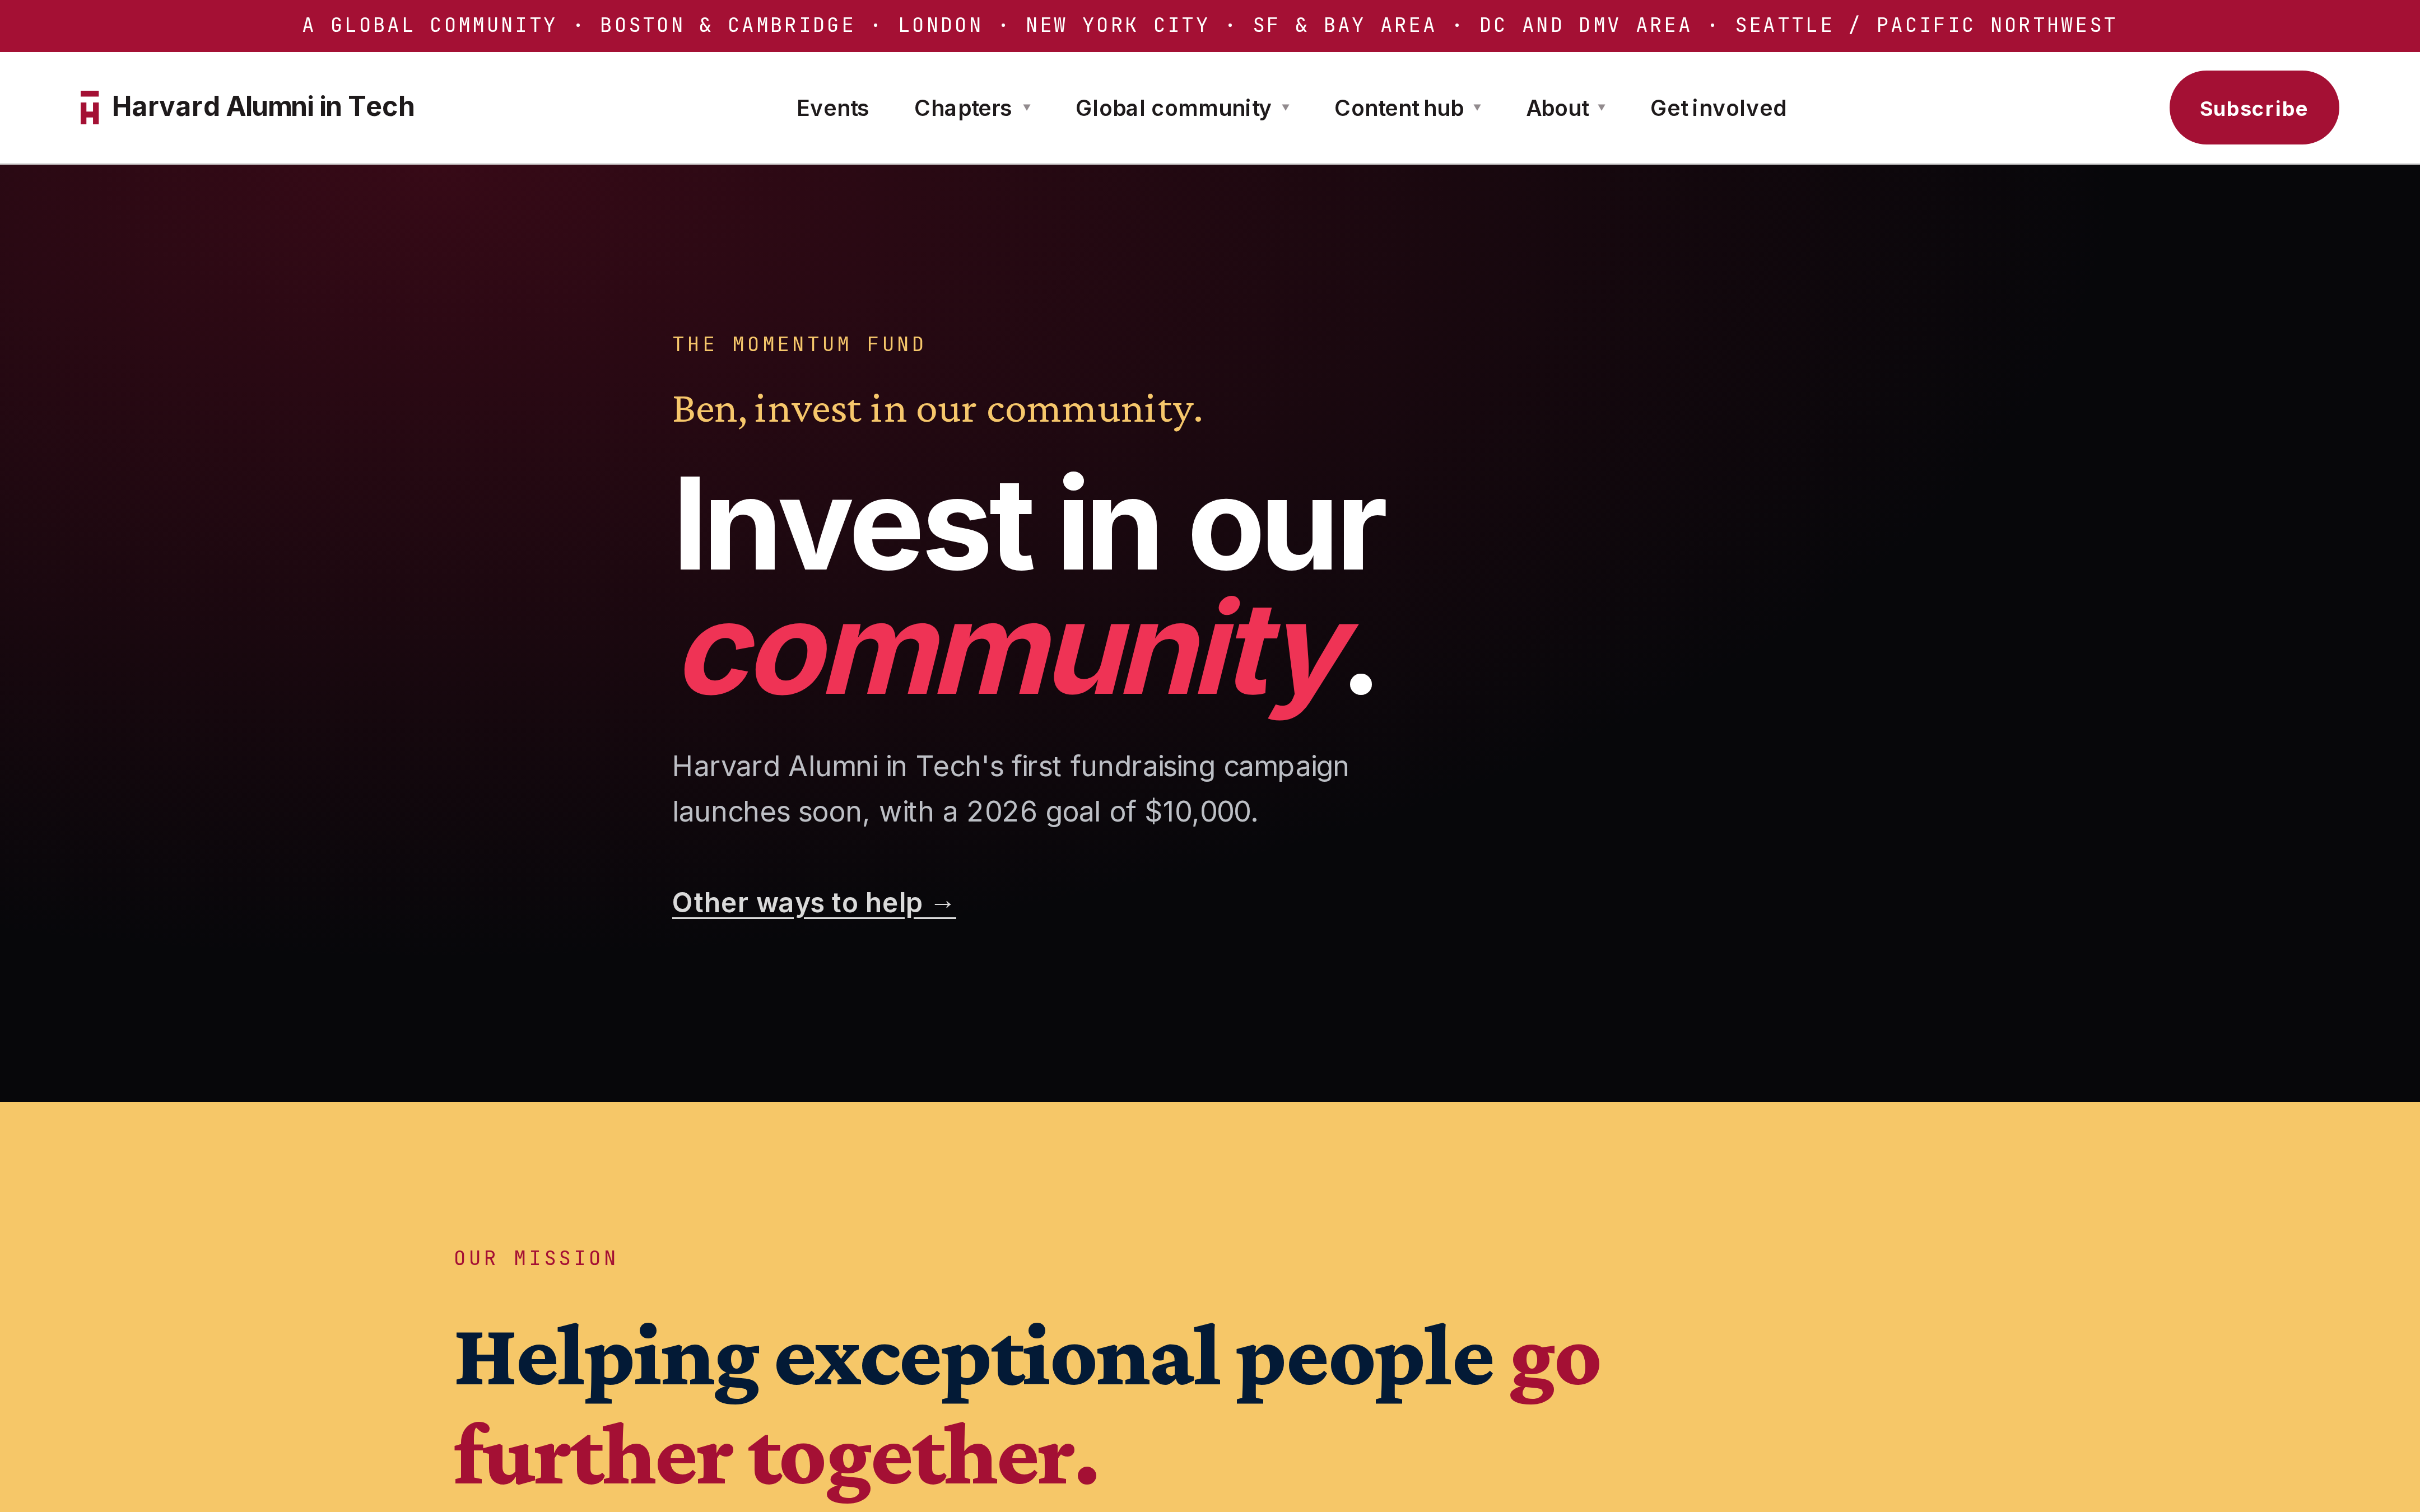 A GLOBAL COMMUNITY · BOSTON & CAMBRIDGE · LONDON · NEW YORK CITY · SF & BAY AREA · DC AND DMV AREA · SEATTLE / PACIFIC NORTHWEST
Harvard Alumni in Tech
Events Chapters ▾ Global community ▾ Content hub ▾ About ▾ Get involved
Subscribe
THE MOMENTUM FUND
Ben, invest in our community.
Invest in our
community.
Harvard Alumni in Tech's first fundraising campaign
launches soon, with a 2026 goal of $10,000.
Other ways to help →
OUR MISSION
Helping exceptional people go
further together.